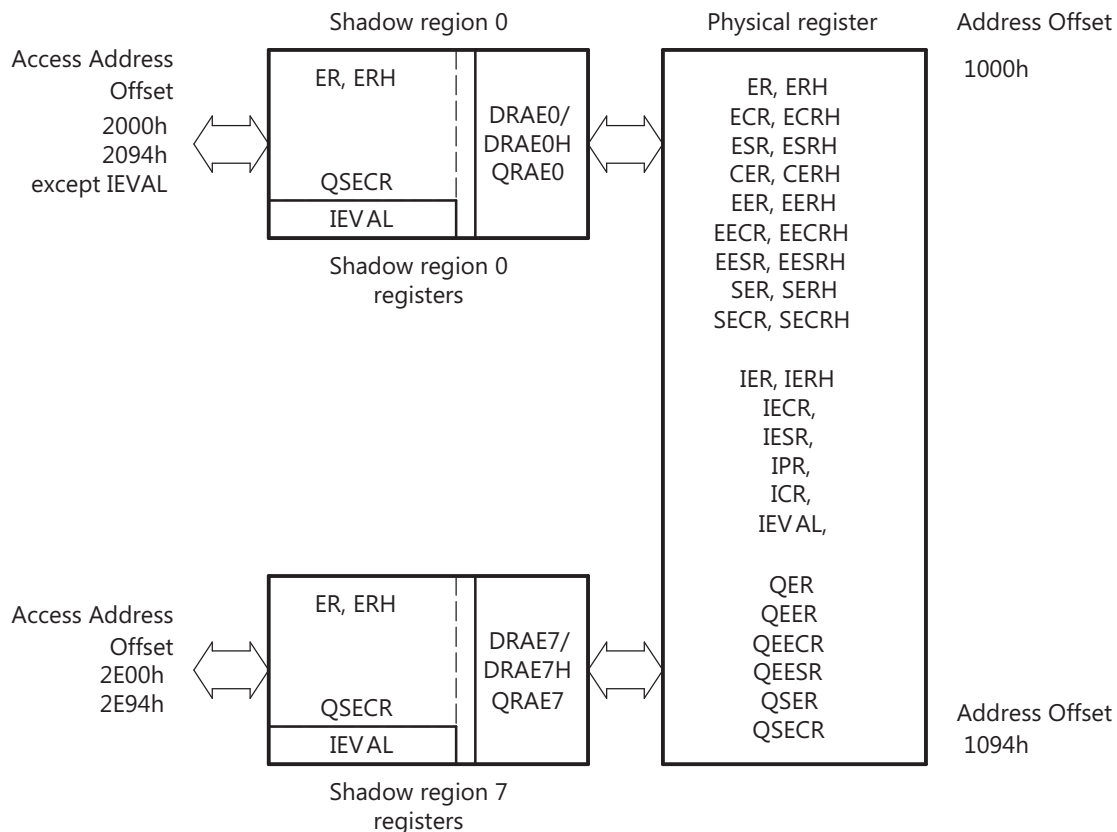 Shadow region 0
Access Address
Offset
2000h
2094h
except IEVAL
ER, ERH
QSECR
IEVAL
DRAE0/
DRAE0H
QRAE0
Shadow region 0
registers
Access Address
Offset
2E00h
2E94h
ER, ERH
QSECR
IEVAL
DRAE7/
DRAE7H
QRAE7
Shadow region 7
registers
Physical register
ER, ERH
ECR, ECRH
ESR, ESRH
CER, CERH
EER, EERH
EECR, EECRH
EESR, EESRH
SER, SERH
SECR, SECRH
IER, IERH
IECR,
IESR,
IPR,
ICR,
IEVAL,
QER
QEER
QEECR
QEESR
QSER
QSECR
Address Offset
1000h
Address Offset
1094h